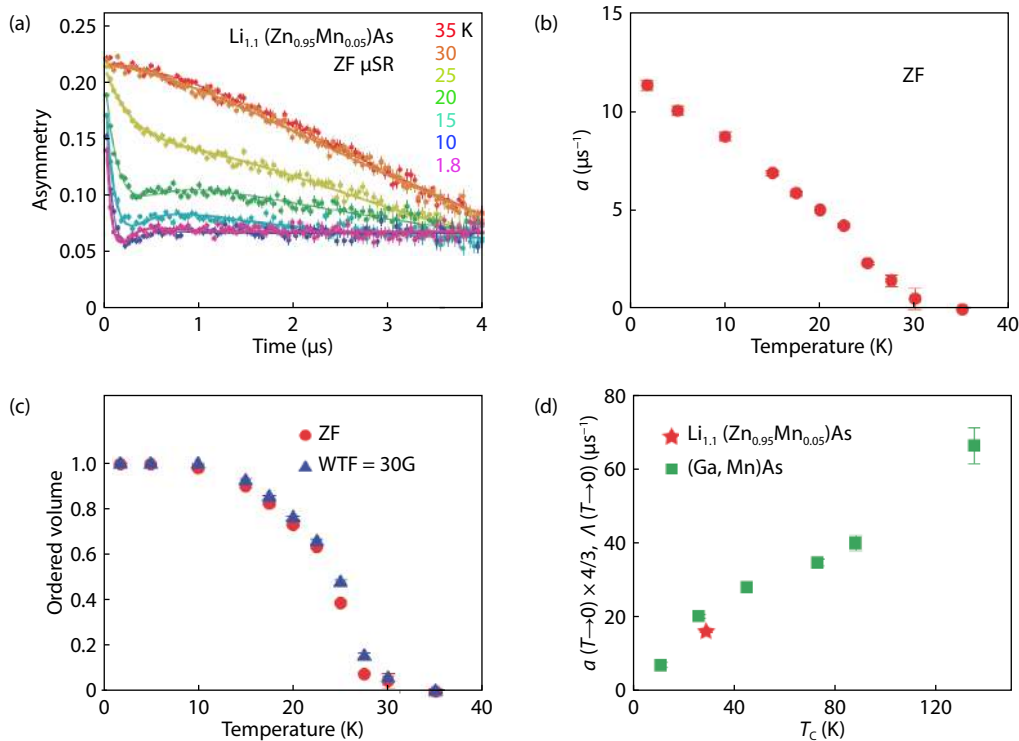 (a)
0.25
0.20
0.15
0.10
0.05
0
Asymmetry
Li1.1 (Zn0.95Mn0.05)As
ZF μSR
35 K
30
25
20
15
10
1.8
0 1 2 3 4
Time (μs)
(b)
15
10
5
0
a (μs⁻¹)
ZF
0 10 20 30 40
Temperature (K)
(c)
1.0
0.8
0.6
0.4
0.2
0
Ordered volume
ZF
WTF = 30G
0 10 20 30 40
Temperature (K)
(d)
80
60
40
20
0
a (T→0) × 4/3, Λ (T→0) (μs⁻¹)
Li1.1 (Zn0.95Mn0.05)As
(Ga, Mn)As
0 40 80 120
TC (K)